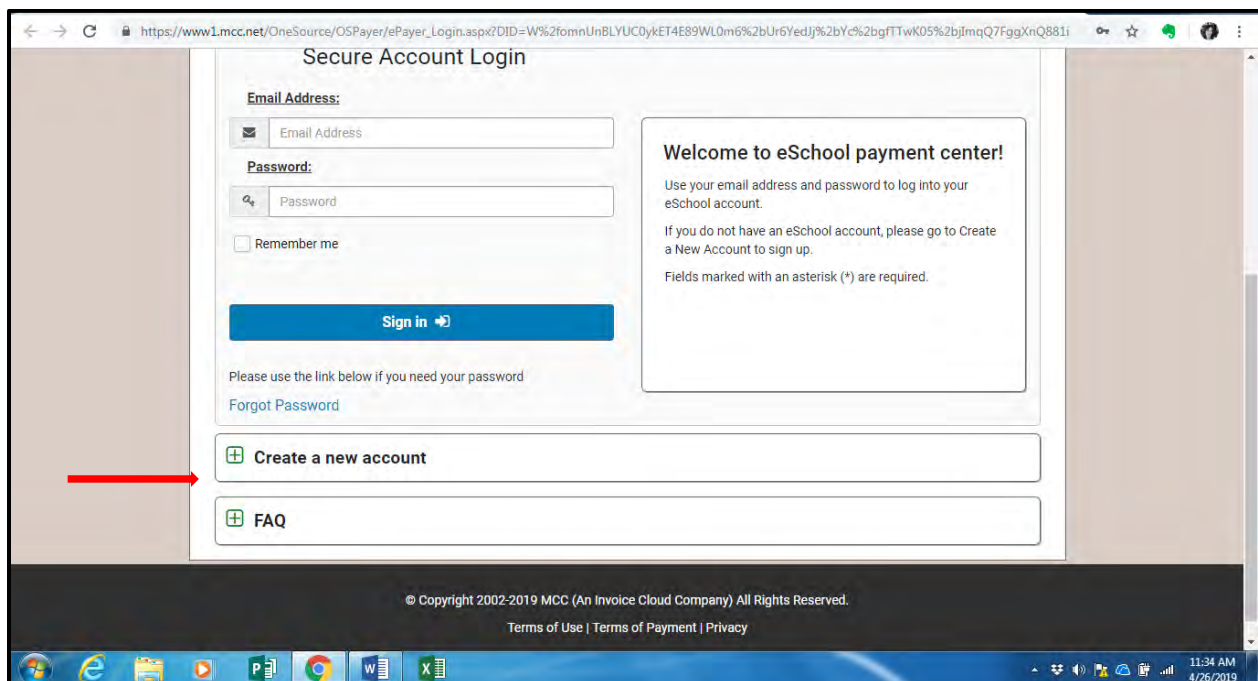 https://www1.mcc.net/OneSource/OSPayer/ePayer_Login.aspx?DID=W%2fomnUnBLYUC0ykET4E89WL0m6%2bUr6YedJj%2bYc%2bgfTTwK05%2bjImqQ7FggXnQ881i
Secure Account Login
Email Address:
Email Address
Password:
Password
Remember me
Sign in
Please use the link below if you need your password
Forgot Password
Welcome to eSchool payment center!
Use your email address and password to log into your
eSchool account.
If you do not have an eSchool account, please go to Create
a New Account to sign up.
Fields marked with an asterisk (*) are required.
Create a new account
FAQ
© Copyright 2002-2019 MCC (An Invoice Cloud Company) All Rights Reserved.
Terms of Use | Terms of Payment | Privacy
11:34 AM
4/26/2019